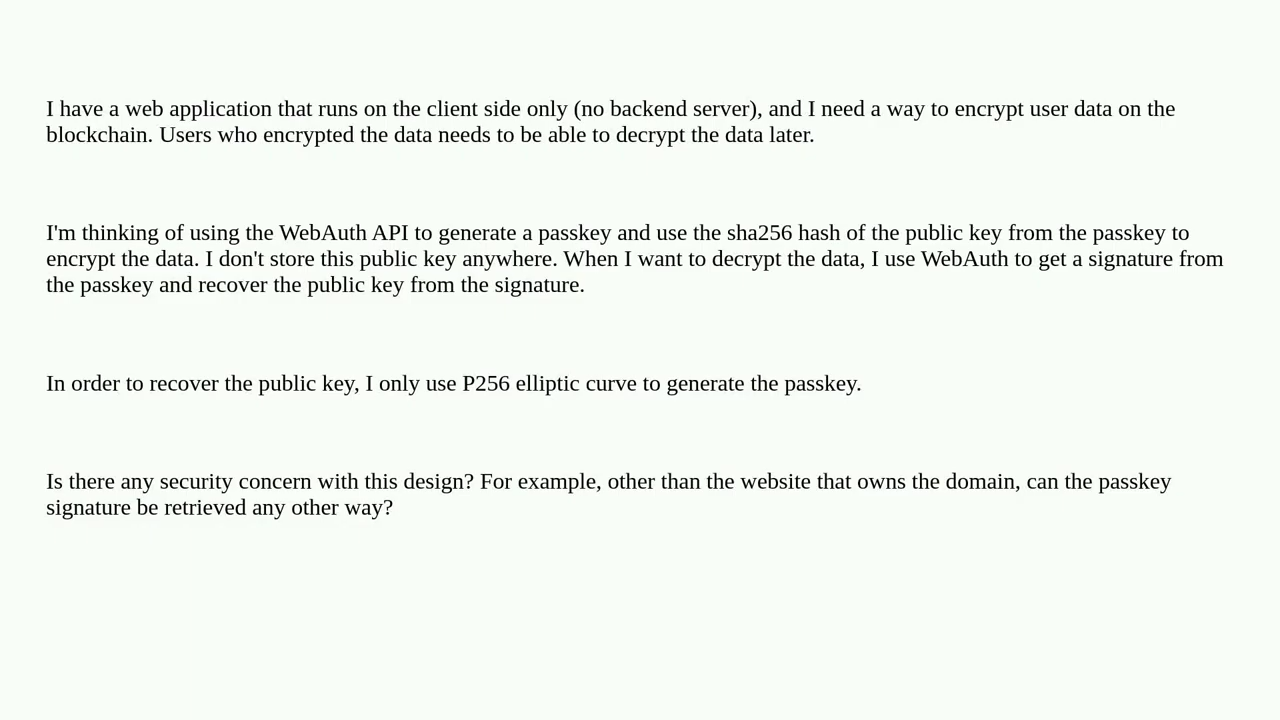 I have a web application that runs on the client side only (no backend server), and I need a way to encrypt user data on the
blockchain. Users who encrypted the data needs to be able to decrypt the data later.
I'm thinking of using the WebAuth API to generate a passkey and use the sha256 hash of the public key from the passkey to
encrypt the data. I don't store this public key anywhere. When I want to decrypt the data, I use WebAuth to get a signature from
the passkey and recover the public key from the signature.
In order to recover the public key, I only use P256 elliptic curve to generate the passkey.
Is there any security concern with this design? For example, other than the website that owns the domain, can the passkey
signature be retrieved any other way?